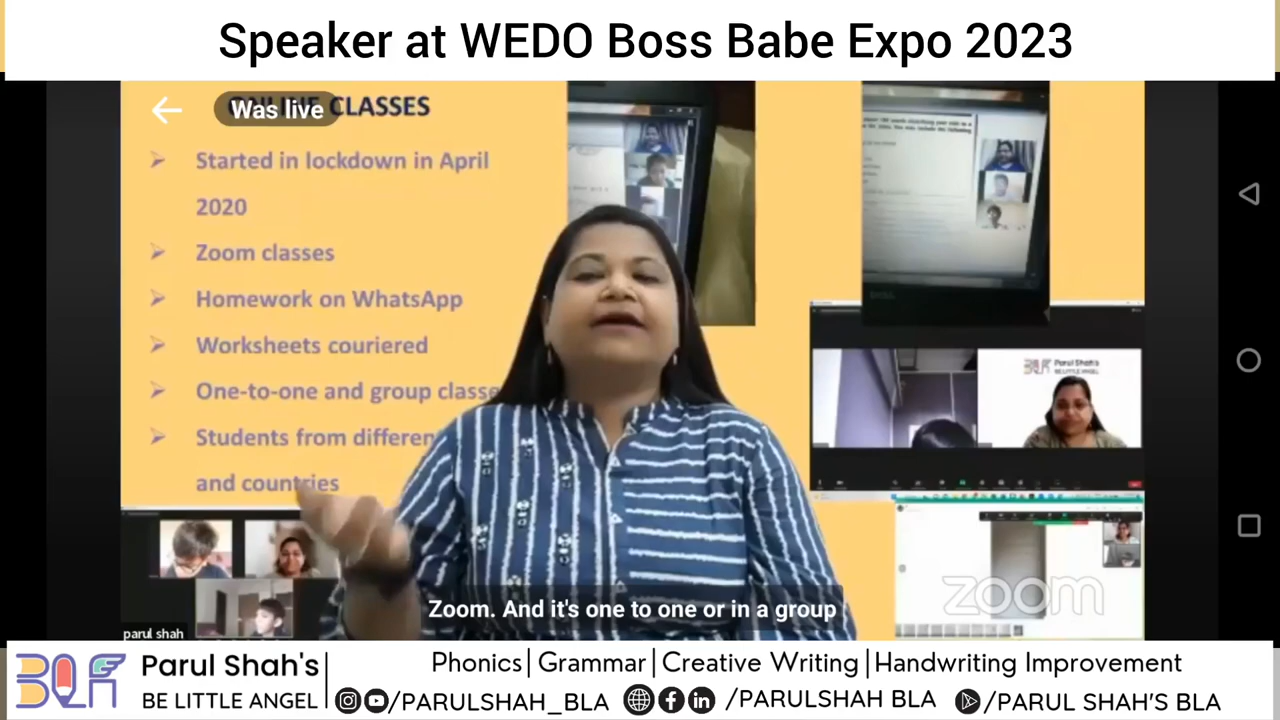 Speaker at WEDO Boss Babe Expo 2023
CLASSES
Was live
Started in lockdown in April
2020
Zoom classes
Homework on WhatsApp
Worksheets couriered
One-to-one and group classe
Students from differen
and countries
Parul Shah's
BE LITTLE ANGEL
zoom
Zoom. And it's one to one or in a group
parul shah
Parul Shah's
BE LITTLE ANGEL
Phonics| Grammar|Creative Writing |Handwriting Improvement
/PARULSHAH_BLA /PARULSHAH BLA /PARUL SHAH'S BLA